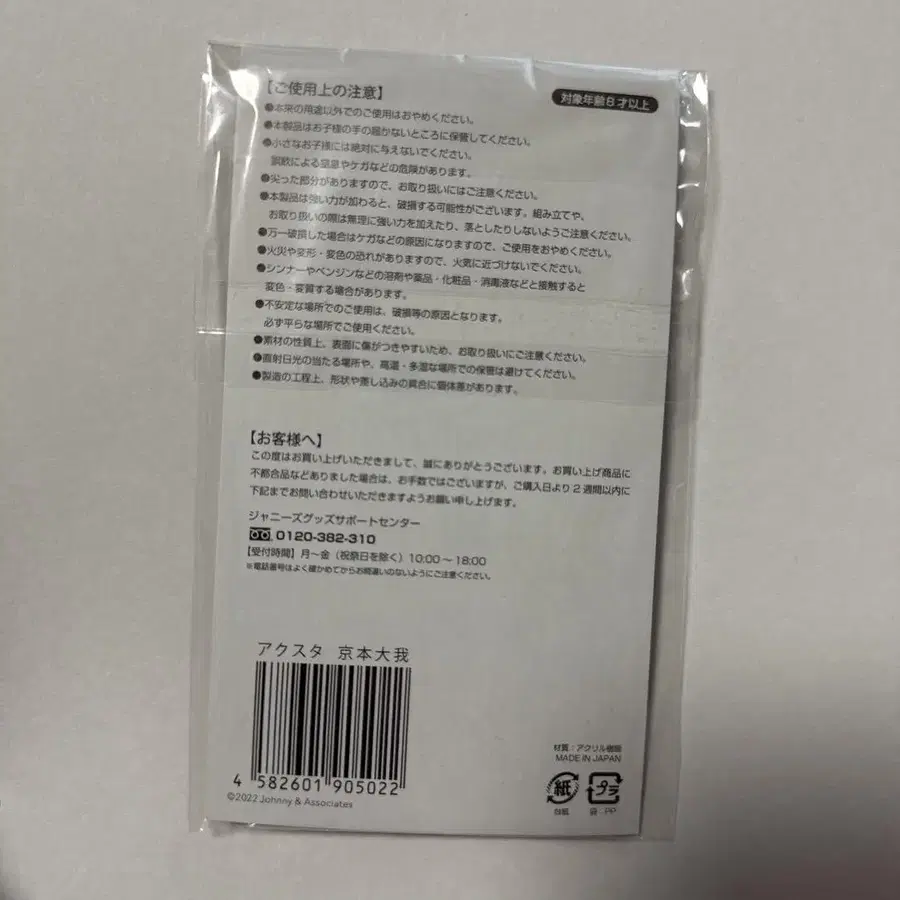 【ご使用上の注意】
対象年齢8才以上
●本来の用途以外でのご使用はおやめください。
●本製品はお子様の手の届かないところに保管してください。
●小さなお子様には絶対に与えないでください。
誤飲による窒息やケガなどの危険があります。
●尖った部分がありますので、お取り扱いにはご注意ください。
●本製品は強い力が加わると、破損する可能性がございます。組み立てや、
お取り扱いの際は無理に強い力を加えたり、落としたりしないようご注意ください。
●万一破損した場合はケガなどの原因になりますので、ご使用をおやめください。
●火災や変形・変色の恐れがありますので、火気に近づけないでください。
●シンナーやベンジンなどの溶剤や薬品・化粧品・消毒液などと接触すると
変色・変質する場合があります。
●不安定な場所でのご使用は、破損等の原因となります。
必ず平らな場所でご使用ください。
●素材の性質上、表面に傷がつきやすいため、お取り扱いにご注意ください。
●直射日光の当たる場所や、高温・多湿な場所での保管は避けてください。
●製造の工程上、形状や差し込みの具合に個体差があります。
【お客様へ】
この度はお買い上げいただきまして、誠にありがとうございます。お買い上げ商品に
不都合品などありました場合は、お手数ではございますが、ご購入日より2週間以内に
下記までお問い合わせいただきますようお願い申し上げます。
ジャニーズグッズサポートセンター
0120-382-310
【受付時間】月～金（祝祭日を除く）10:00～18:00
※電話番号はよく確かめてからお間違いのないようにご注意ください。
アクスタ 京本大我
4 582601 905022
©2022 Johnny & Associates
材質：アクリル樹脂
MADE IN JAPAN
紙 プラ
台紙 袋：PP